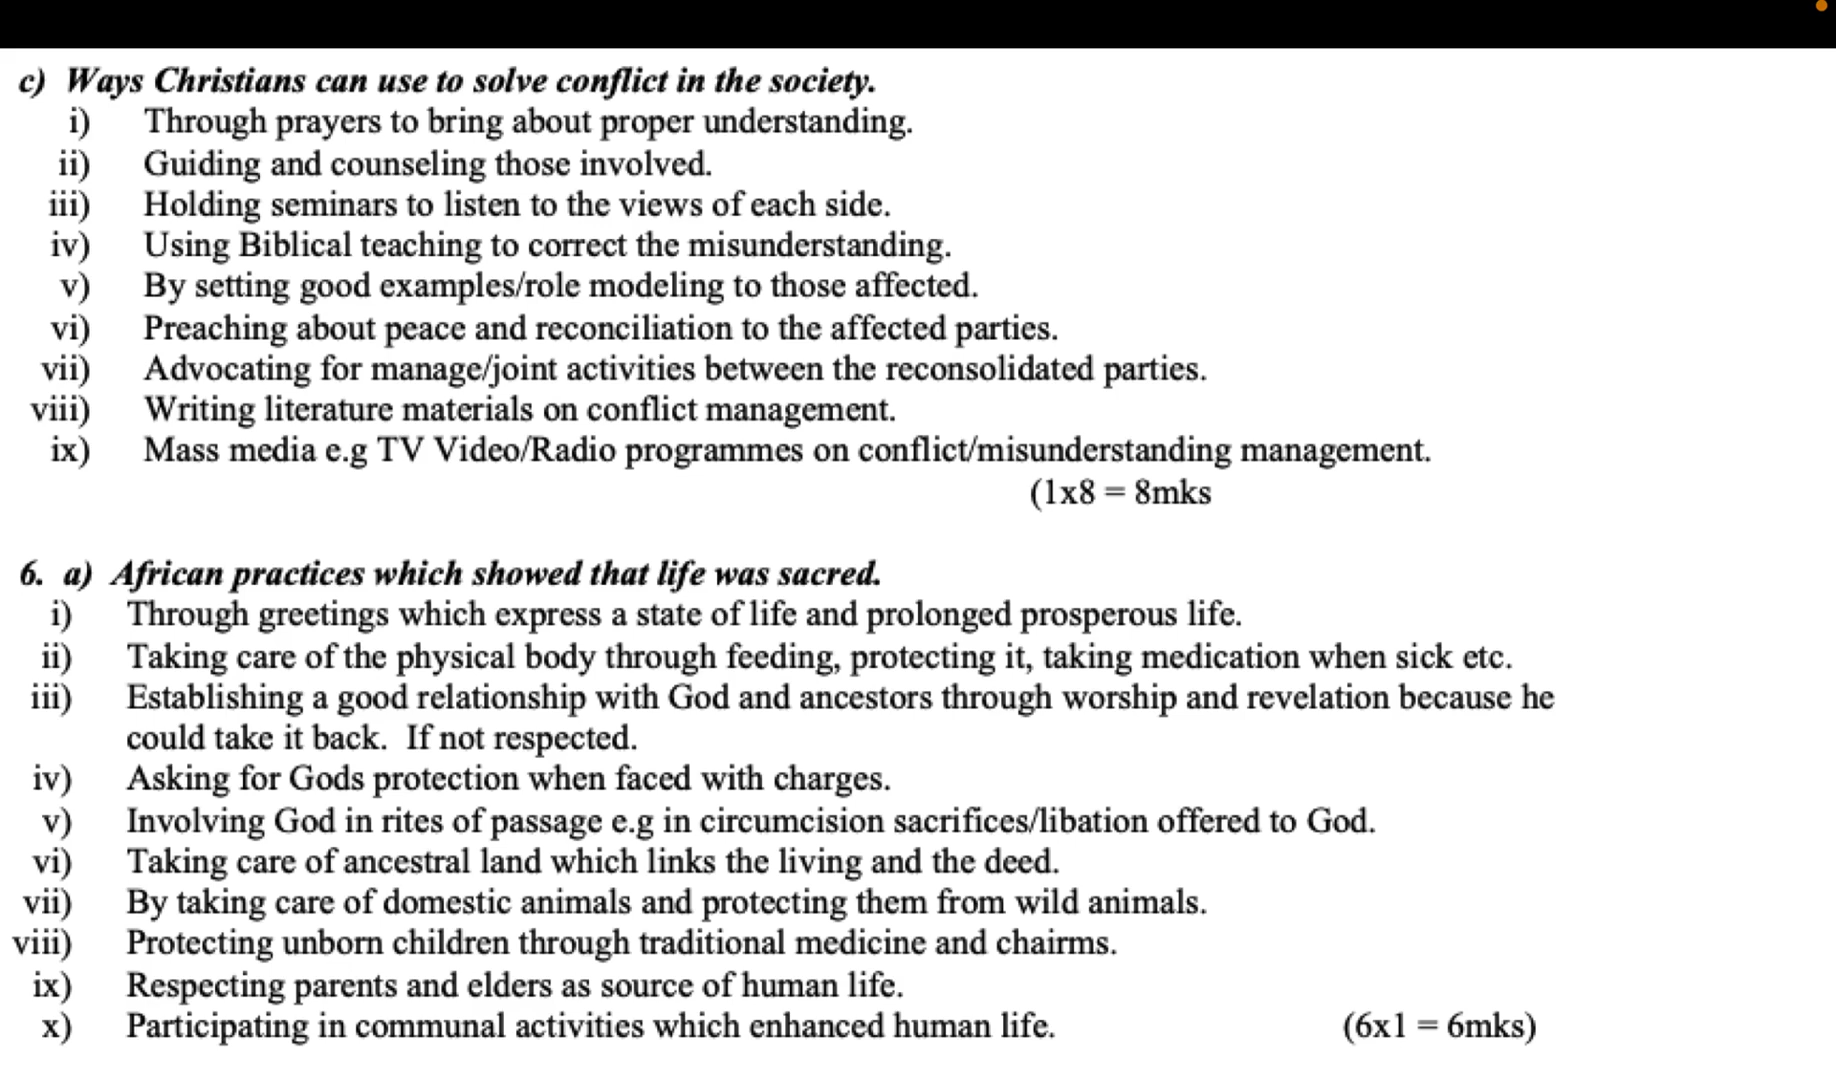 c) Ways Christians can use to solve conflict in the society.
i) Through prayers to bring about proper understanding.
ii) Guiding and counseling those involved.
iii) Holding seminars to listen to the views of each side.
iv) Using Biblical teaching to correct the misunderstanding.
v) By setting good examples/role modeling to those affected.
vi) Preaching about peace and reconciliation to the affected parties.
vii) Advocating for manage/joint activities between the reconsolidated parties.
viii) Writing literature materials on conflict management.
ix) Mass media e.g TV Video/Radio programmes on conflict/misunderstanding management.
(1x8 = 8mks
6. a) African practices which showed that life was sacred.
i) Through greetings which express a state of life and prolonged prosperous life.
ii) Taking care of the physical body through feeding, protecting it, taking medication when sick etc.
iii) Establishing a good relationship with God and ancestors through worship and revelation because he
could take it back. If not respected.
iv) Asking for Gods protection when faced with charges.
v) Involving God in rites of passage e.g in circumcision sacrifices/libation offered to God.
vi) Taking care of ancestral land which links the living and the deed.
vii) By taking care of domestic animals and protecting them from wild animals.
viii) Protecting unborn children through traditional medicine and chairms.
ix) Respecting parents and elders as source of human life.
x) Participating in communal activities which enhanced human life. (6x1 = 6mks)